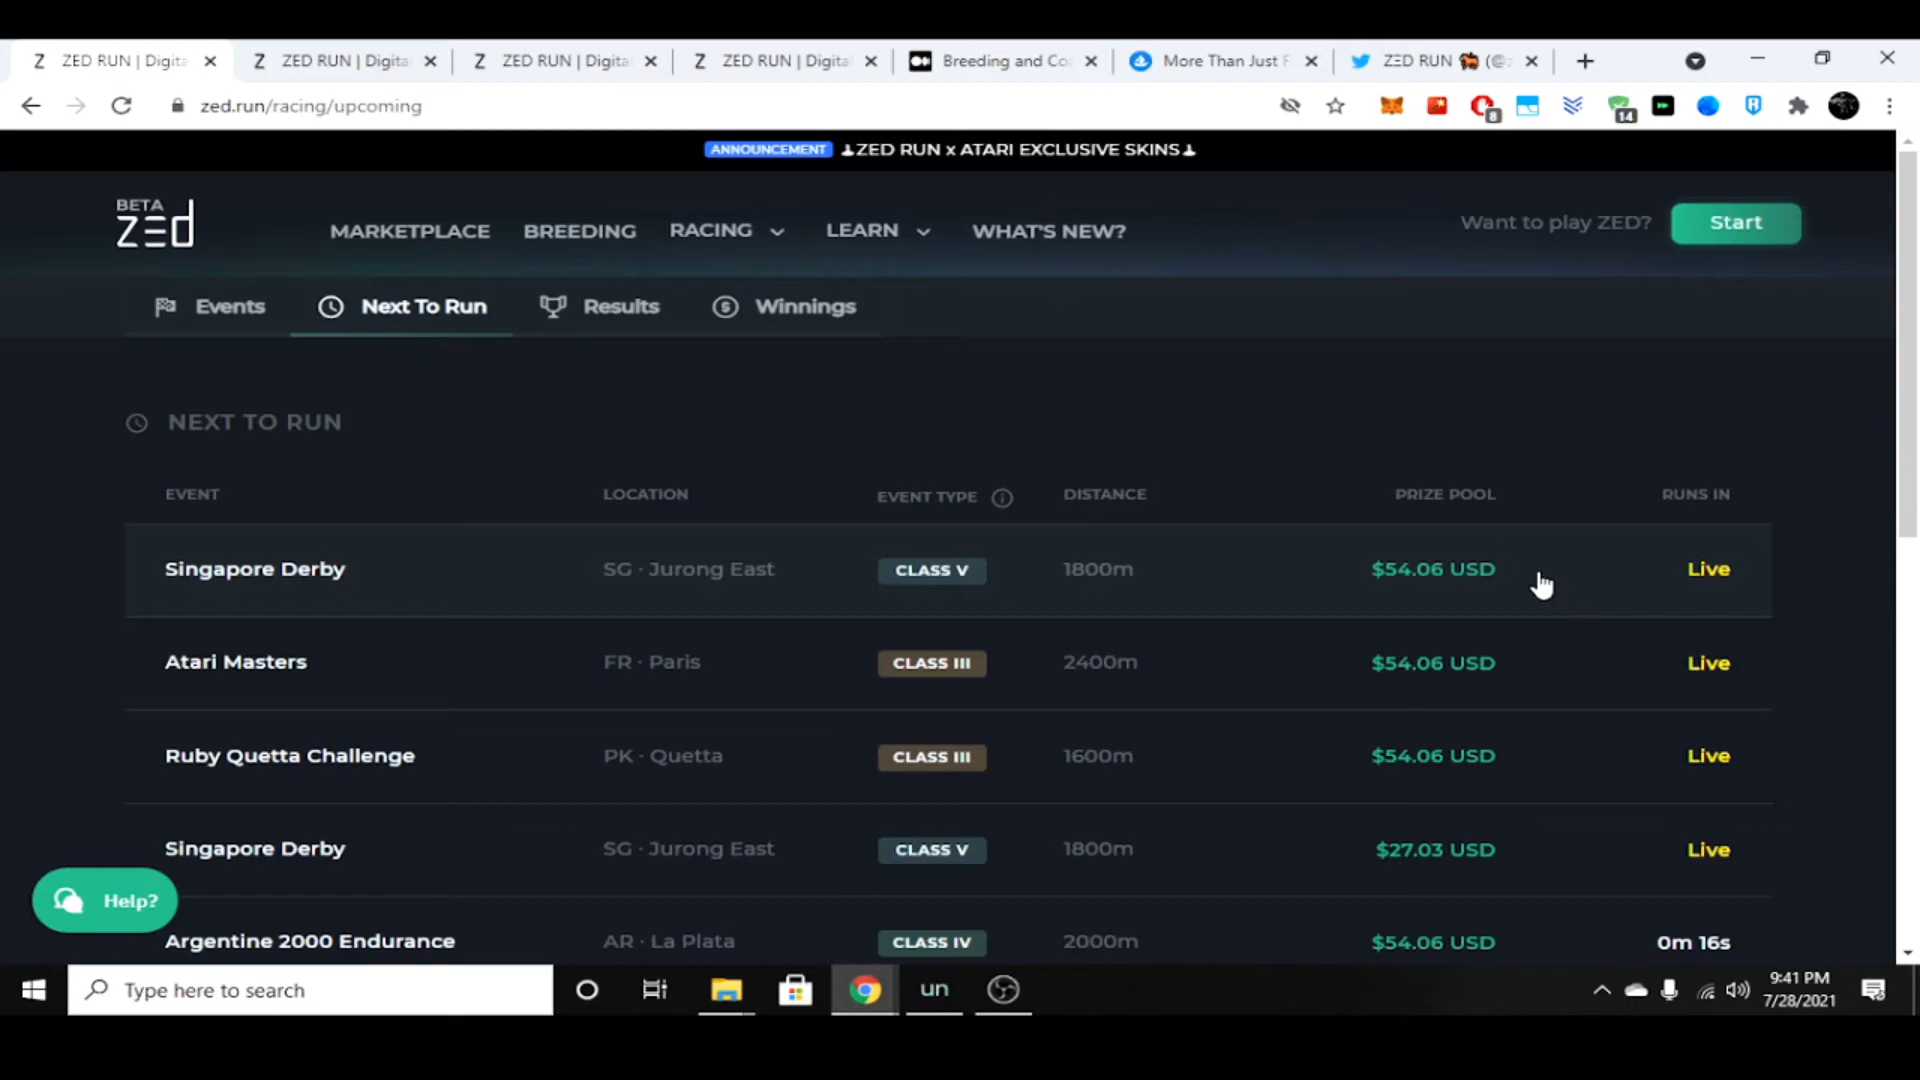 ZED RUN | Digita ZED RUN | Digita ZED RUN | Digita ZED RUN | Digita Breeding and Co More Than Just F ZΞD RUN (@z
zed.run/racing/upcoming
8 14
ANNOUNCEMENT ZED RUN x ATARI EXCLUSIVE SKINS
BETA
zed
MARKETPLACE BREEDING RACING LEARN WHAT'S NEW? Want to play ZED? Start
Events Next To Run Results Winnings
NEXT TO RUN
EVENT LOCATION EVENT TYPE DISTANCE PRIZE POOL RUNS IN
Singapore Derby SG · Jurong East CLASS V 1800m $54.06 USD Live
Atari Masters FR · Paris CLASS III 2400m $54.06 USD Live
Ruby Quetta Challenge PK · Quetta CLASS III 1600m $54.06 USD Live
Singapore Derby SG · Jurong East CLASS V 1800m $27.03 USD Live
Help?
Argentine 2000 Endurance AR · La Plata CLASS IV 2000m $54.06 USD 0m 16s
Type here to search un 9:41 PM
7/28/2021